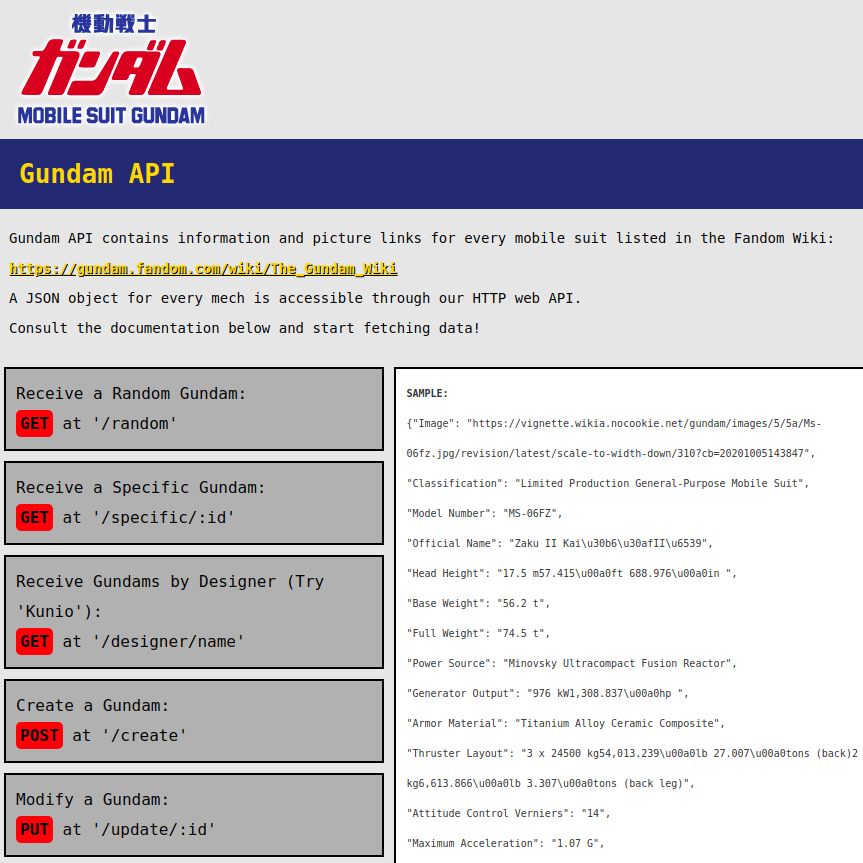 機動戦士
ガンダム
MOBILE SUIT GUNDAM
Gundam API
Gundam API contains information and picture links for every mobile suit listed in the Fandom Wiki:
https://gundam.fandom.com/wiki/The_Gundam_Wiki
A JSON object for every mech is accessible through our HTTP web API.
Consult the documentation below and start fetching data!
Receive a Random Gundam:
GET at '/random'
Receive a Specific Gundam:
GET at '/specific/:id'
Receive Gundams by Designer (Try
'Kunio'):
GET at '/designer/name'
Create a Gundam:
POST at '/create'
Modify a Gundam:
PUT at '/update/:id'
SAMPLE:
{"Image": "https://vignette.wikia.nocookie.net/gundam/images/5/5a/Ms-
06fz.jpg/revision/latest/scale-to-width-down/310?cb=20201005143847",
"Classification": "Limited Production General-Purpose Mobile Suit",
"Model Number": "MS-06FZ",
"Official Name": "Zaku II Kai\u30b6\u30afII\u6539",
"Head Height": "17.5 m57.415\u00a0ft 688.976\u00a0in ",
"Base Weight": "56.2 t",
"Full Weight": "74.5 t",
"Power Source": "Minovsky Ultracompact Fusion Reactor",
"Generator Output": "976 kW1,308.837\u00a0hp ",
"Armor Material": "Titanium Alloy Ceramic Composite",
"Thruster Layout": "3 x 24500 kg54,013.239\u00a0lb 27.007\u00a0tons (back)2
kg6,613.866\u00a0lb 3.307\u00a0tons (back leg)",
"Attitude Control Verniers": "14",
"Maximum Acceleration": "1.07 G",